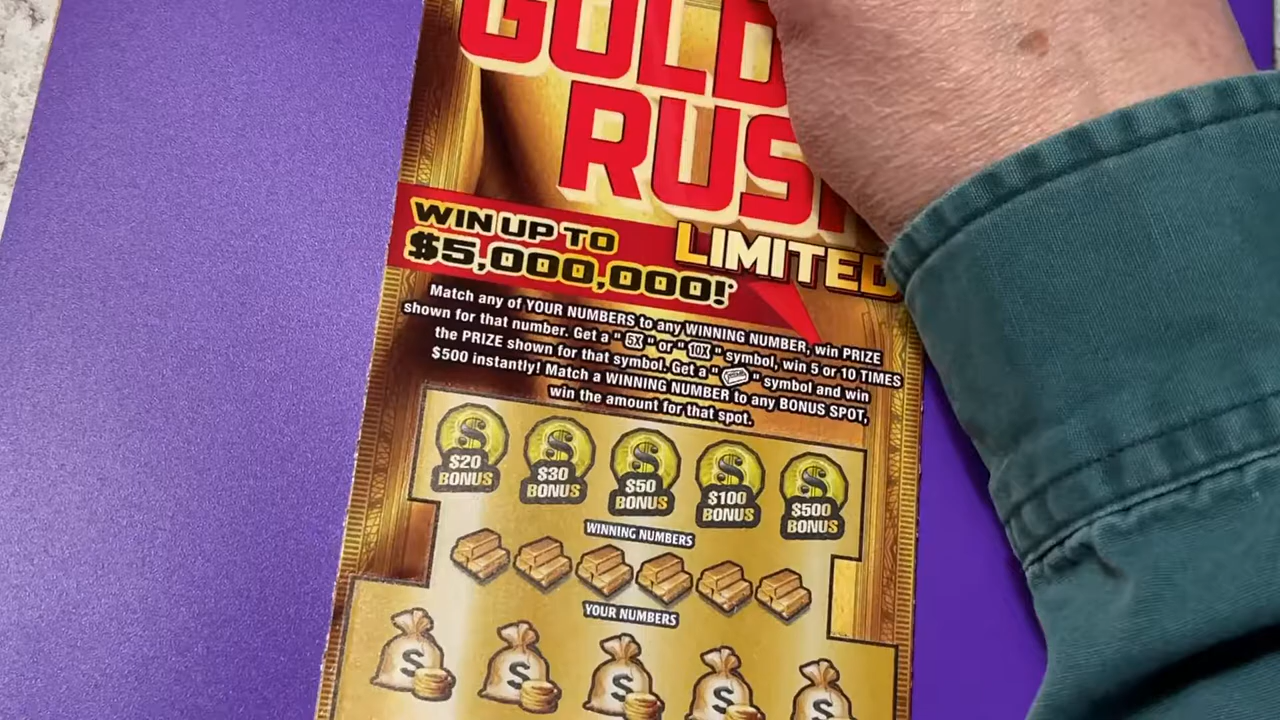 GOLD
RUSH
LIMITED
WIN UP TO
$5,000,000!*
Match any of YOUR NUMBERS to any WINNING NUMBER, win PRIZE
shown for that number. Get a "5X" or "10X" symbol, win 5 or 10 TIMES
the PRIZE shown for that symbol. Get a " " symbol and win
$500 instantly! Match a WINNING NUMBER to any BONUS SPOT,
win the amount for that spot.
$20 BONUS
$30 BONUS
$50 BONUS
$100 BONUS
$500 BONUS
WINNING NUMBERS
YOUR NUMBERS